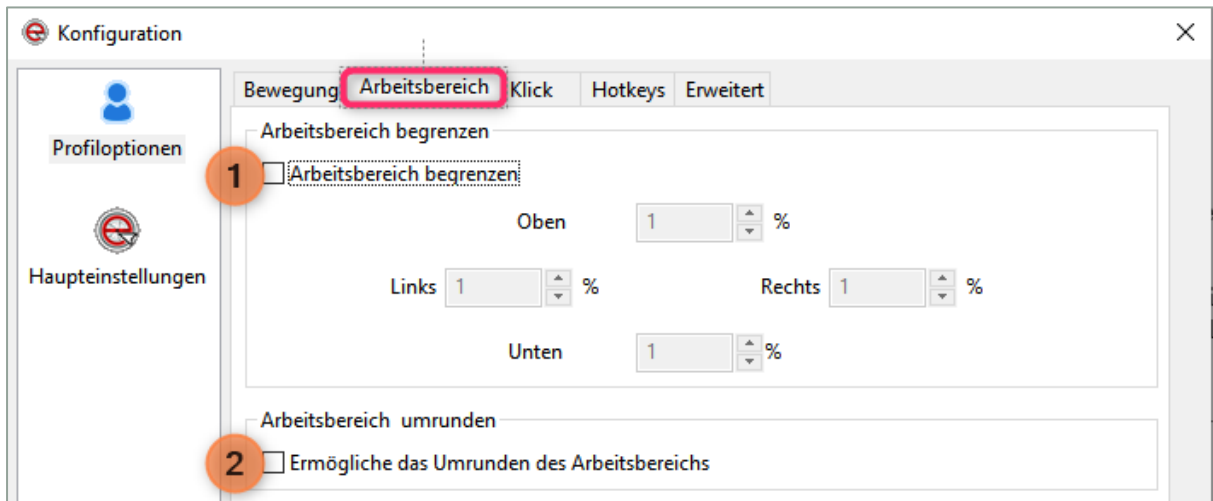 Konfiguration
Profiloptionen
Haupteinstellungen
Bewegung Arbeitsbereich Klick Hotkeys Erweitert
Arbeitsbereich begrenzen
1 Arbeitsbereich begrenzen
Oben 1 %
Links 1 % Rechts 1 %
Unten 1 %
Arbeitsbereich umrunden
2 Ermögliche das Umrunden des Arbeitsbereichs